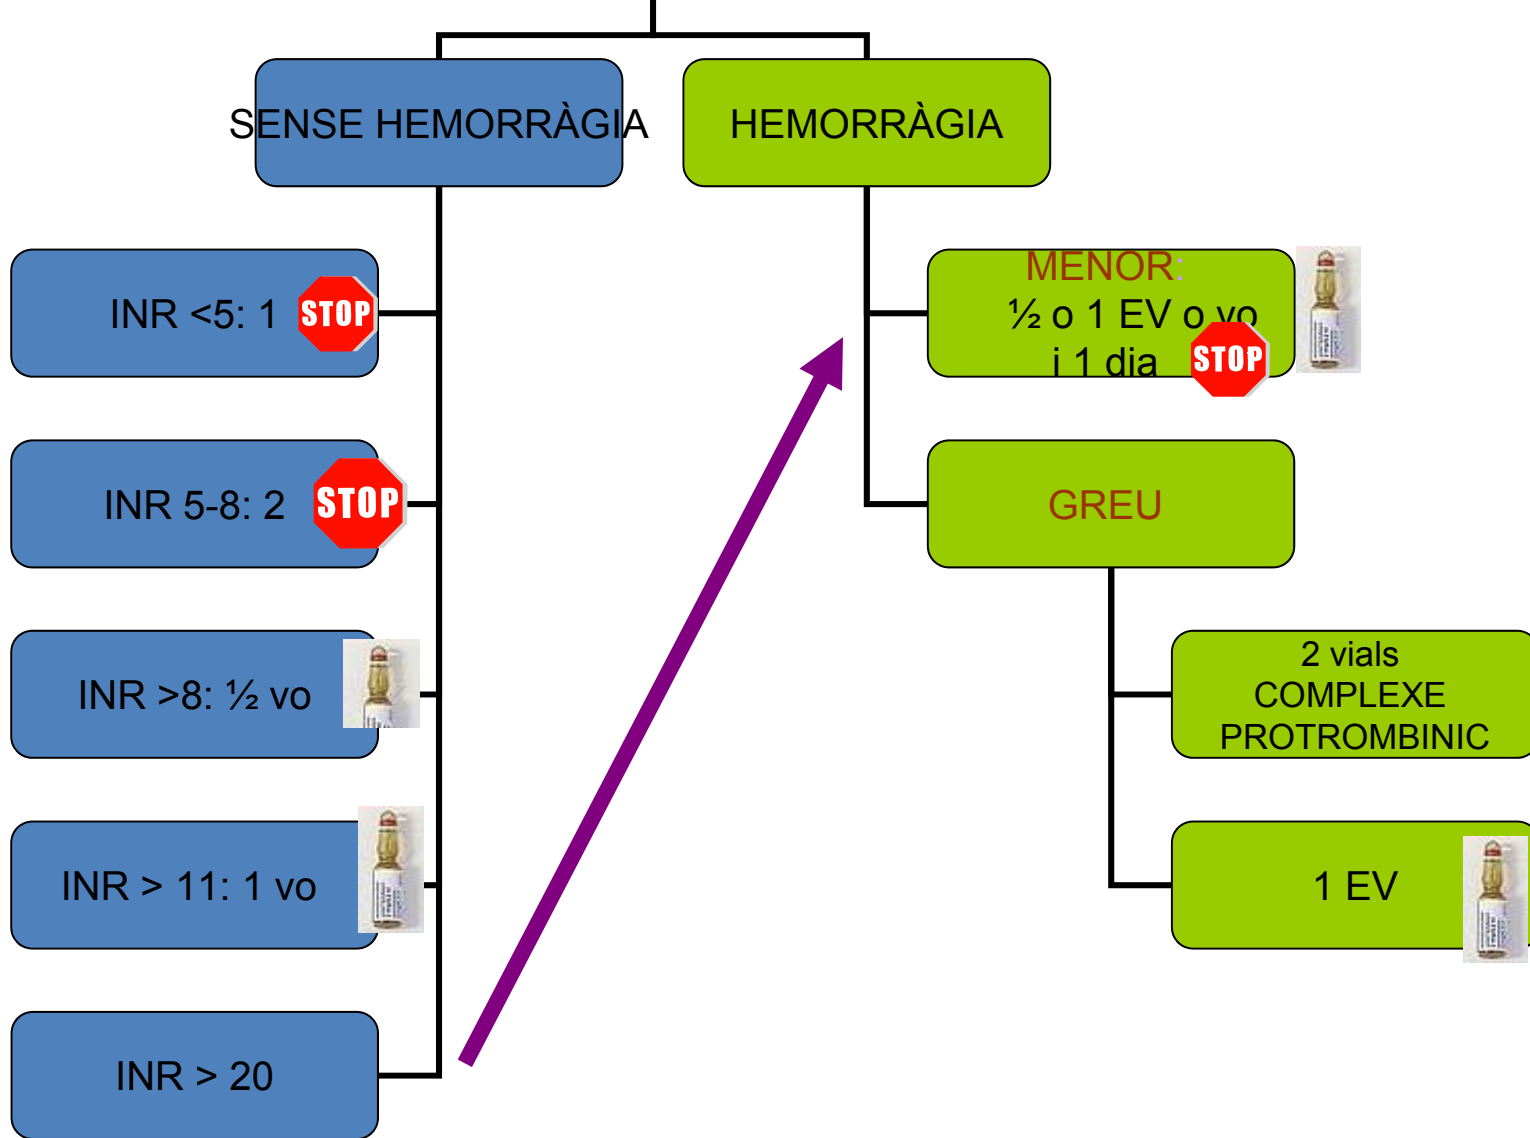 SENSE HEMORRÀGIA
HEMORRÀGIA
INR <5: 1 STOP
INR 5-8: 2 STOP
INR >8: ½ vo
INR > 11: 1 vo
INR > 20
MENOR:
½ o 1 EV o vo
i 1 dia STOP
GREU
2 vials
COMPLEXE
PROTROMBINIC
1 EV